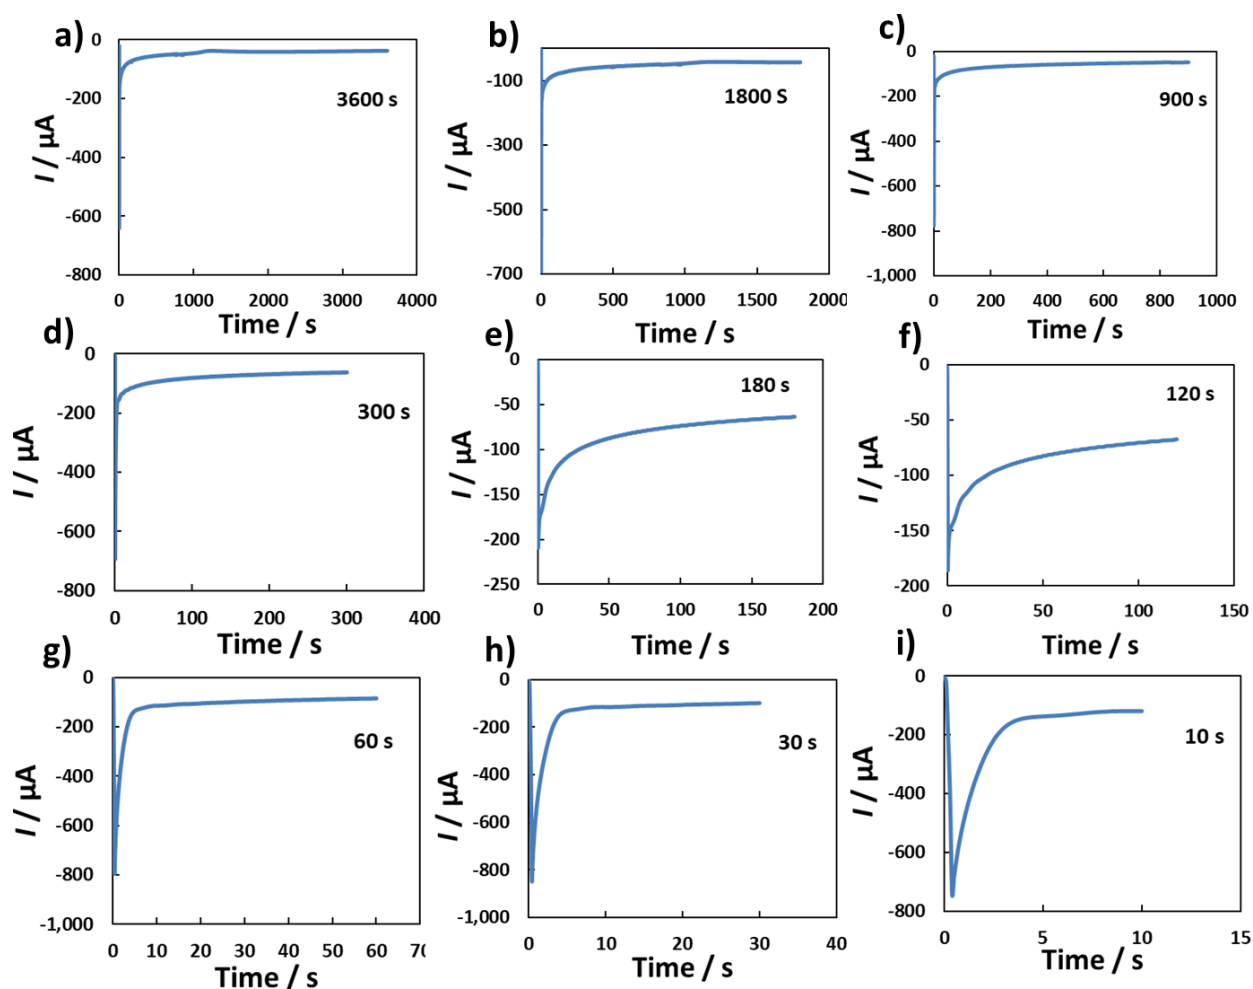 a)
0
-200
-400
-600
-800
I / µA
3600 s
0 1000 2000 3000 4000
Time / s
b)
-100
-300
-500
-700
I / µA
1800 S
0 500 1000 1500 2000
Time / s
c)
0
-200
-400
-600
-800
-1,000
I / µA
900 s
0 200 400 600 800 1000
Time / s
d)
0
-200
-400
-600
-800
I / µA
300 s
0 100 200 300 400
Time / s
e)
0
-50
-100
-150
-200
-250
I / µA
180 s
0 50 100 150 200
Time / s
f)
0
-50
-100
-150
-200
I / µA
120 s
0 50 100 150
Time / s
g)
0
-200
-400
-600
-800
-1,000
I / µA
60 s
0 10 20 30 40 50 60 70
Time / s
h)
0
-200
-400
-600
-800
-1,000
I / µA
30 s
0 10 20 30 40
Time / s
i)
0
-200
-400
-600
-800
I / µA
10 s
0 5 10 15
Time / s